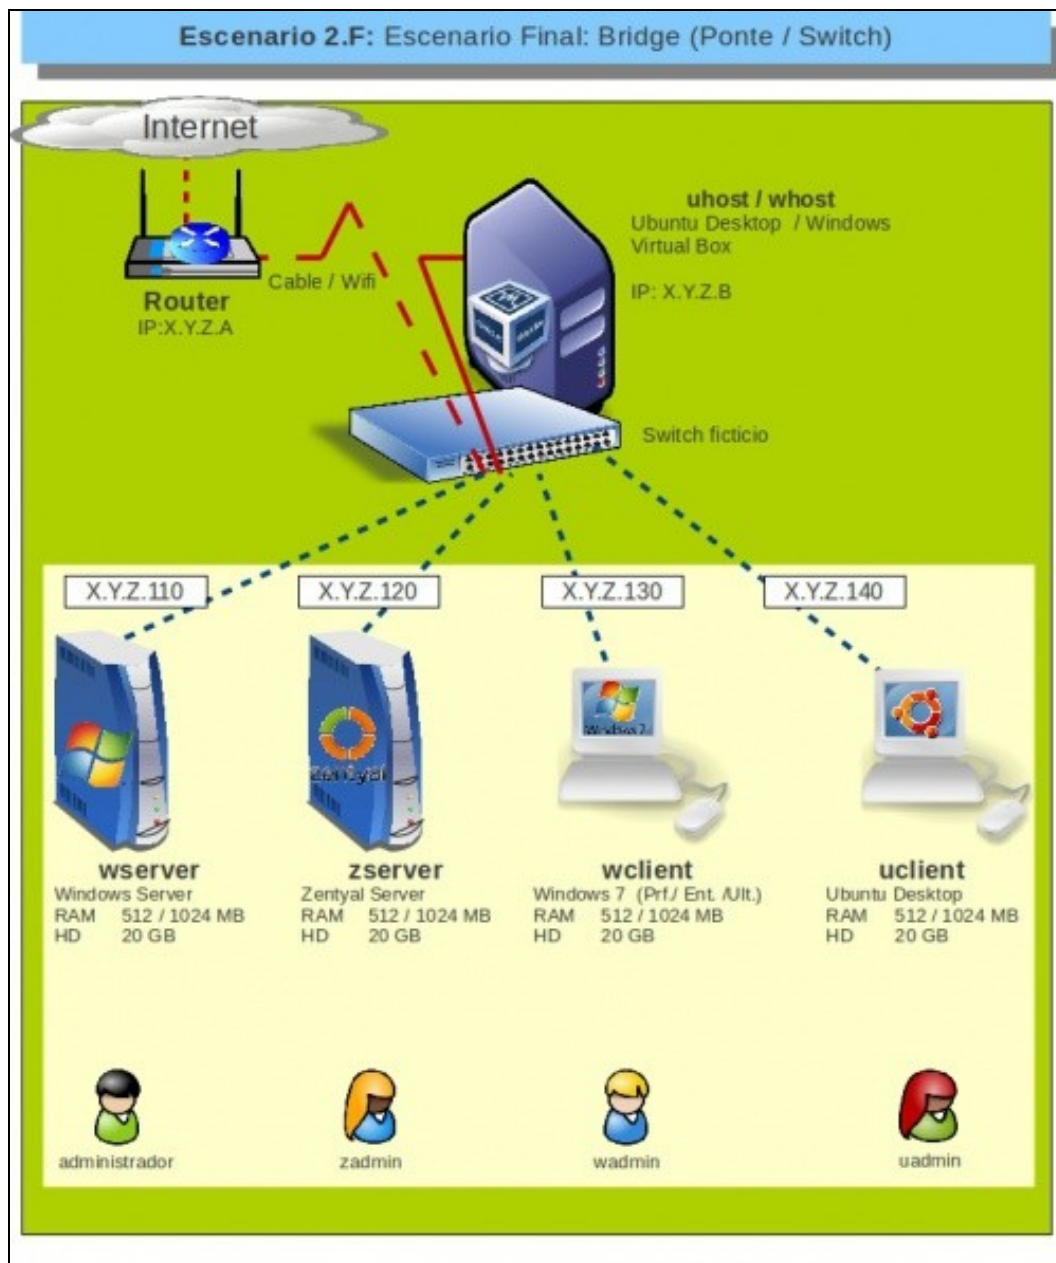 Escenario 2.F: Escenario Final: Bridge (Ponte / Switch)
Internet
Router
IP:X.Y.Z.A
Cable / Wifi
uhost / whost
Ubuntu Desktop / Windows
Virtual Box
IP: X.Y.Z.B
Switch ficticio
X.Y.Z.110
X.Y.Z.120
X.Y.Z.130
X.Y.Z.140
zentyal
Windows 7
wserver
Windows Server
RAM 512 / 1024 MB
HD 20 GB
zserver
Zentyal Server
RAM 512 / 1024 MB
HD 20 GB
wclient
Windows 7 (Prf./ Ent. /Ult.)
RAM 512 / 1024 MB
HD 20 GB
uclient
Ubuntu Desktop
RAM 512 / 1024 MB
HD 20 GB
administrador
zadmin
wadmin
uadmin